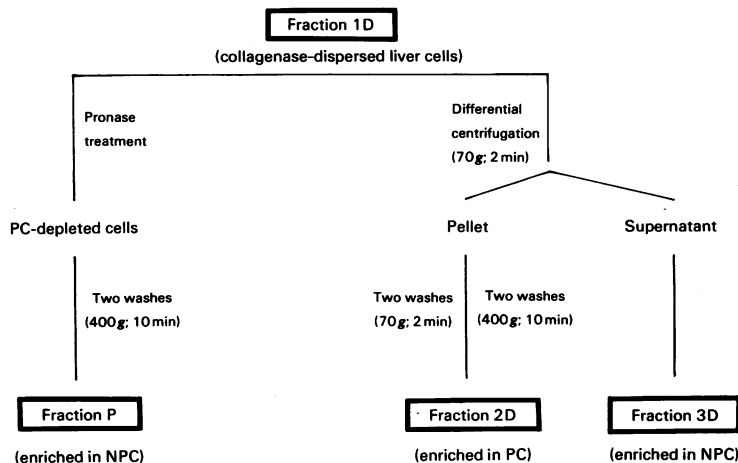 Fraction 1D
(collagenase-dispersed liver cells)
Pronase
treatment
Differential
centrifugation
(70g; 2 min)
PC-depleted cells
Pellet
Supernatant
Two washes
(400g; 10 min)
Two washes
(70g; 2 min)
Two washes
(400g; 10 min)
Fraction P
Fraction 2D
Fraction 3D
(enriched in NPC)
(enriched in PC)
(enriched in NPC)